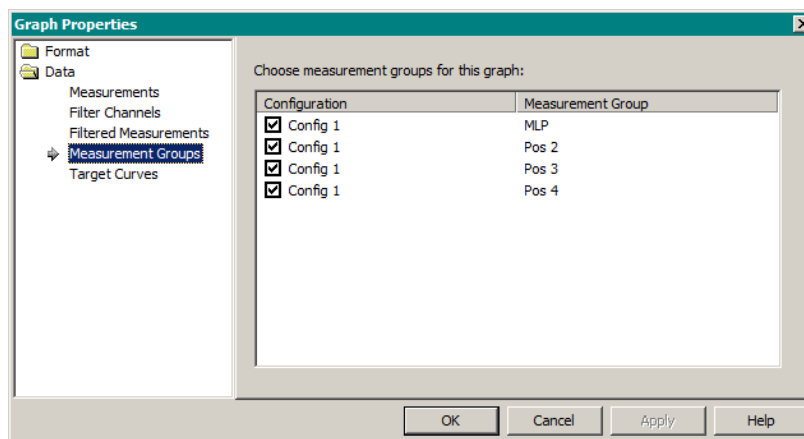 Graph Properties
Format
Data
Measurements
Filter Channels
Filtered Measurements
Measurement Groups
Target Curves
Choose measurement groups for this graph:
Configuration Measurement Group
Config 1 MLP
Config 1 Pos 2
Config 1 Pos 3
Config 1 Pos 4
OK Cancel Apply Help